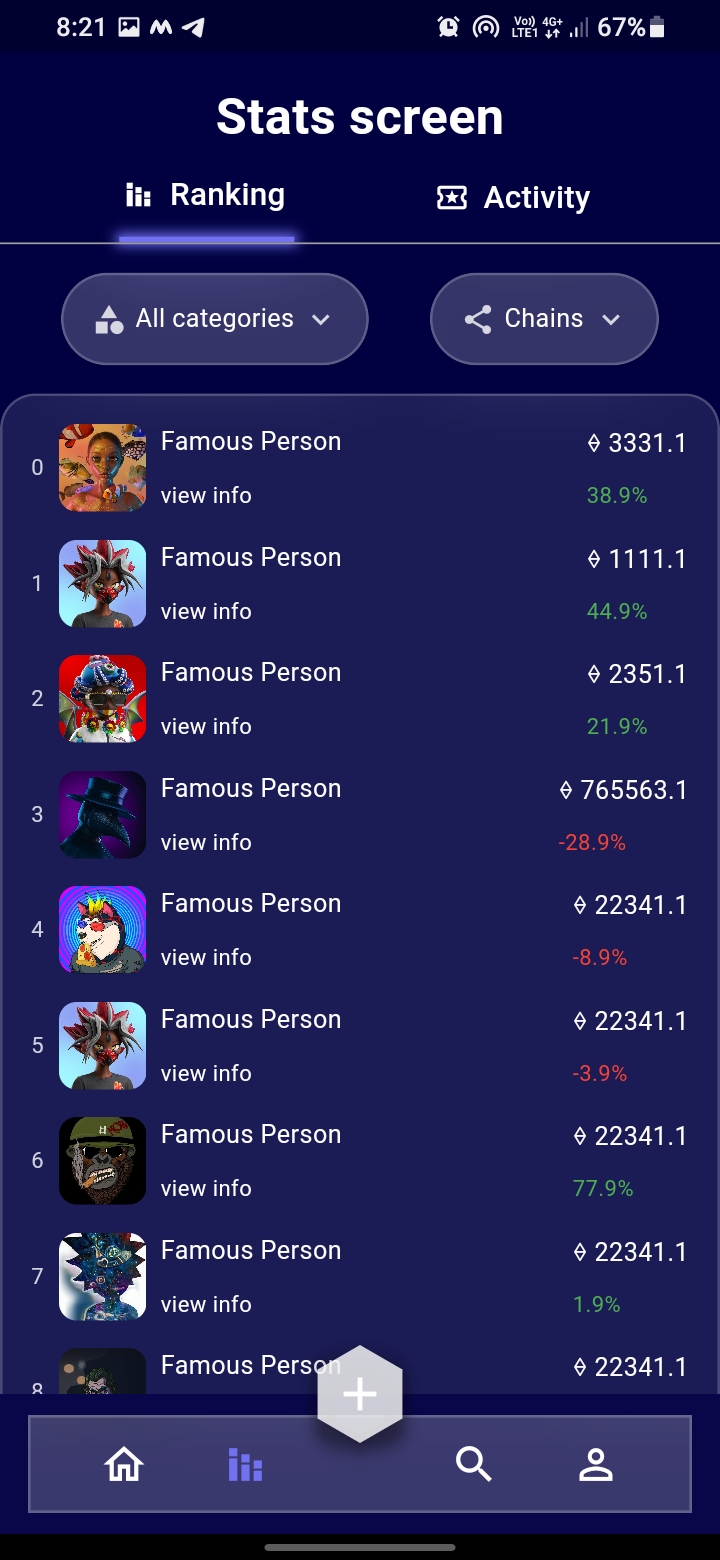 8:21 Vo) LTE1 4G+ 67%
Stats screen
Ranking Activity
All categories Chains
0 Famous Person 3331.1
view info 38.9%
1 Famous Person 1111.1
view info 44.9%
2 Famous Person 2351.1
view info 21.9%
3 Famous Person 765563.1
view info -28.9%
4 Famous Person 22341.1
view info -8.9%
5 Famous Person 22341.1
view info -3.9%
6 Famous Person 22341.1
view info 77.9%
7 Famous Person 22341.1
view info 1.9%
8 Famous Person 22341.1